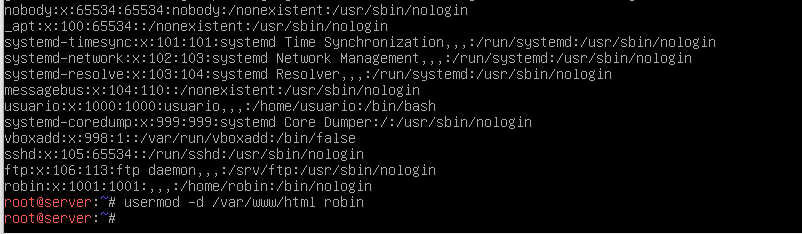 nobody:x:65534:65534:nobody:/nonexistent:/usr/sbin/nologin
_apt:x:100:65534::/nonexistent:/usr/sbin/nologin
systemd-timesync:x:101:101:systemd Time Synchronization,,,:/run/systemd:/usr/sbin/nologin
systemd-network:x:102:103:systemd Network Management,,,:/run/systemd:/usr/sbin/nologin
systemd-resolve:x:103:104:systemd Resolver,,,:/run/systemd:/usr/sbin/nologin
messagebus:x:104:110::/nonexistent:/usr/sbin/nologin
usuario:x:1000:1000:usuario,,,:/home/usuario:/bin/bash
systemd-coredump:x:999:999:systemd Core Dumper:/:/usr/sbin/nologin
vboxadd:x:998:1::/var/run/vboxadd:/bin/false
sshd:x:105:65534::/run/sshd:/usr/sbin/nologin
ftp:x:106:113:ftp daemon,,,:/srv/ftp:/usr/sbin/nologin
robin:x:1001:1001:,,,:/home/robin:/bin/nologin
root@server:~# usermod -d /var/www/html robin
root@server:~#